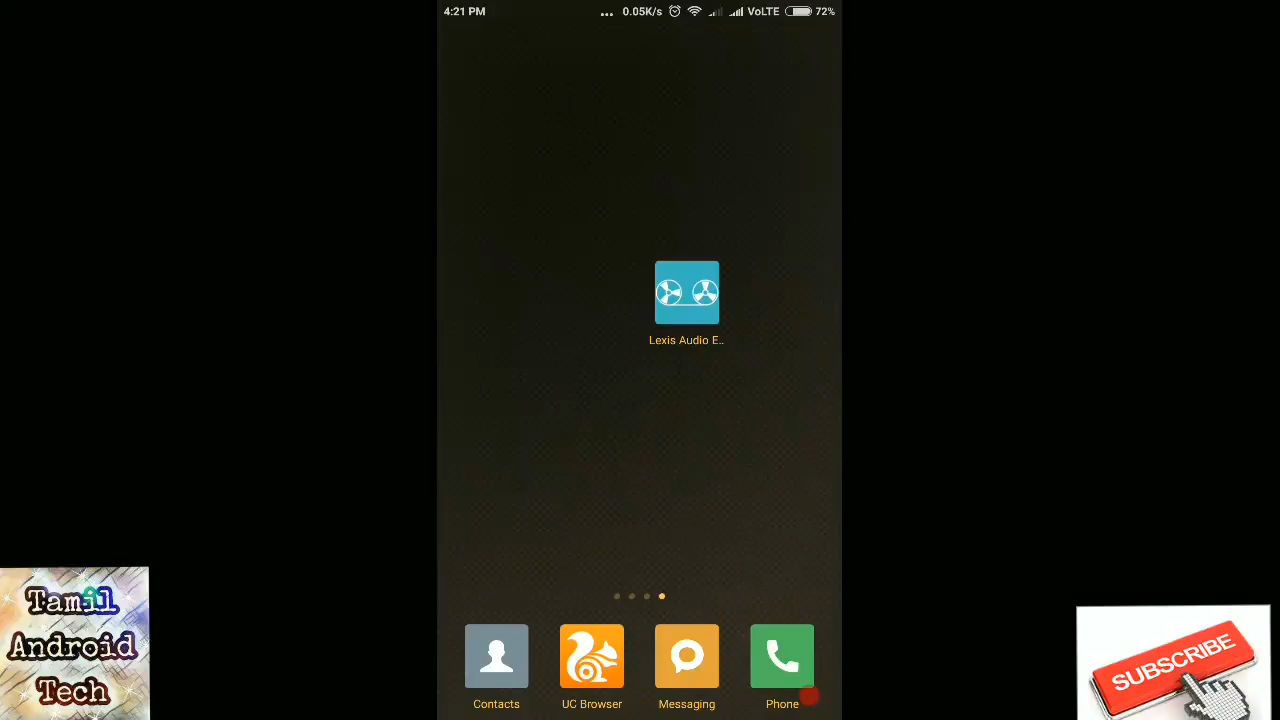 4:21 PM
... 0.05K/s VoLTE 72%
Lexis Audio E..
Contacts
UC Browser
Messaging
Phone
Tamil
Android
Tech
SUBSCRIBE